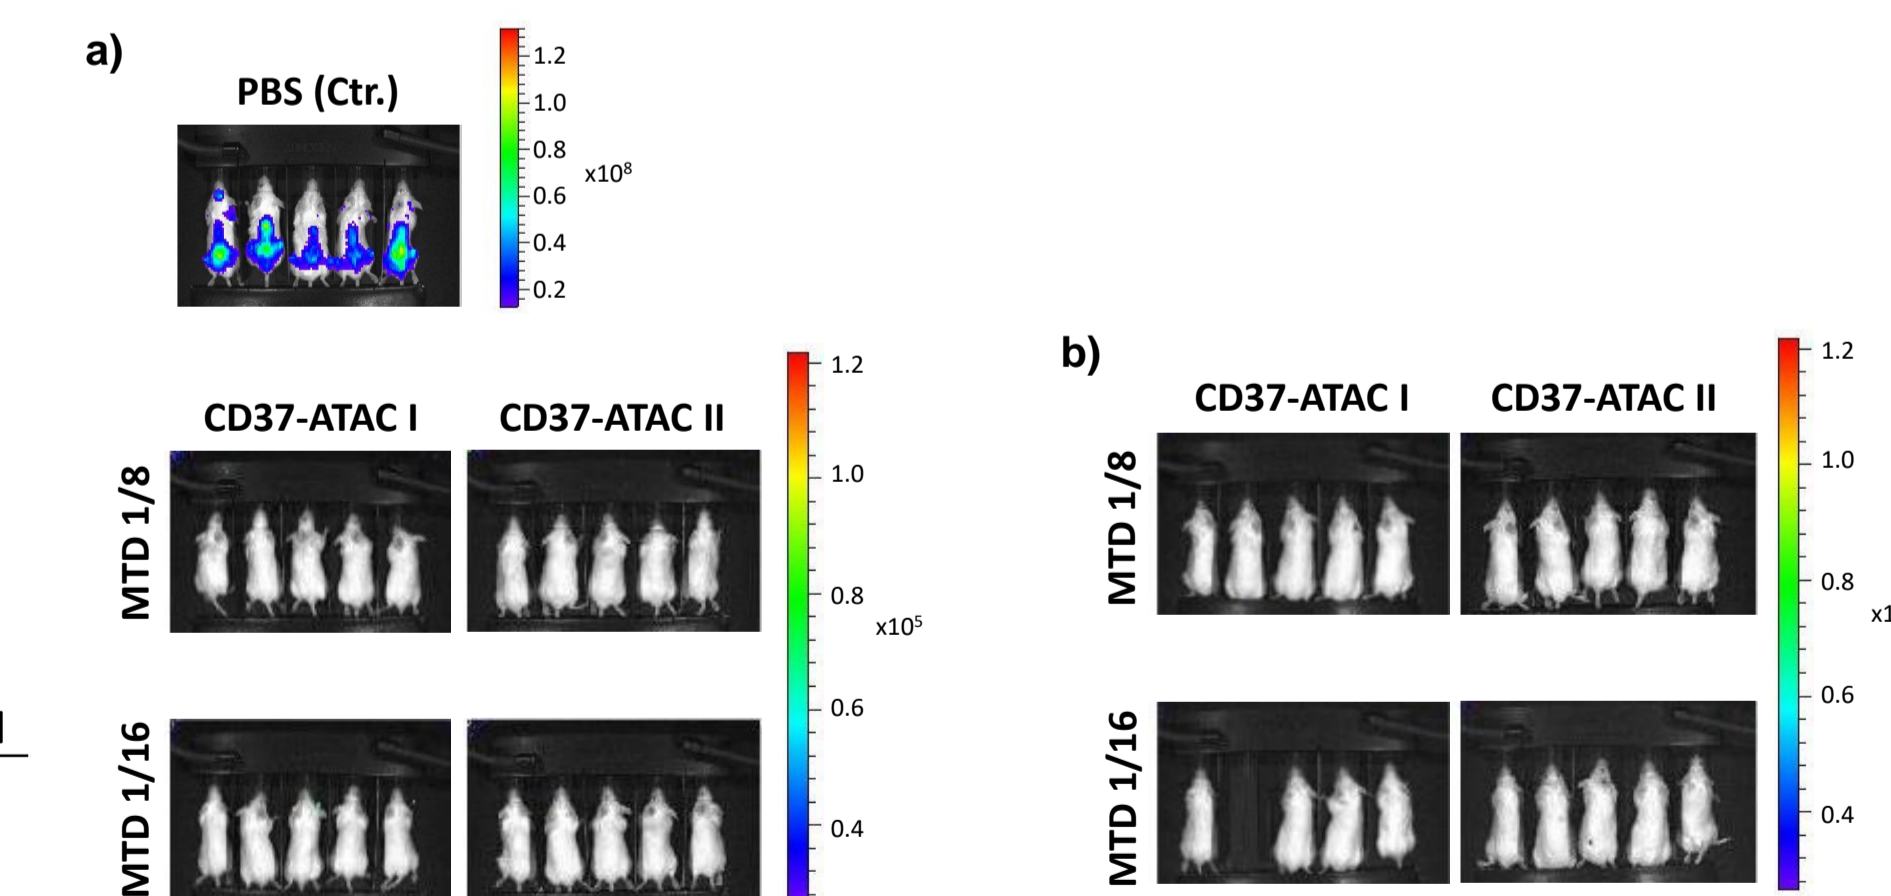 a)
PBS (Ctr.)
1.2
1.0
0.8
0.6
0.4
0.2
x10⁸
CD37-ATAC I
CD37-ATAC II
MTD 1/8
MTD 1/16
1.2
1.0
0.8
0.6
0.4
x10⁵
b)
CD37-ATAC I
CD37-ATAC II
MTD 1/8
MTD 1/16
1.2
1.0
0.8
0.6
0.4
x1